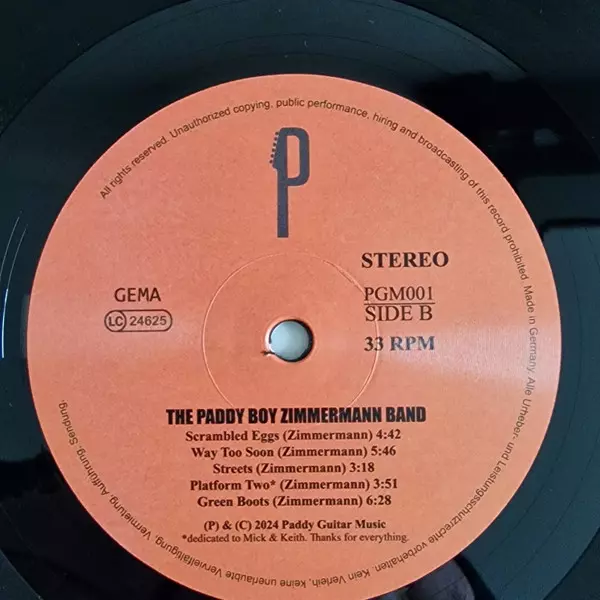 All rights reserved. Unauthorized copying, public performance, hiring and broadcasting of this record prohibited. Made in Germany. Alle Urheber- und Leistungsschutzrechte vorbehalten. Kein Verleih, keine unerlaubte Vervielfältigung, Vermietung, Aufführung, Sendung.
P
STEREO
GEMA
LC 24625
PGM001
SIDE B
33 RPM
THE PADDY BOY ZIMMERMANN BAND
Scrambled Eggs (Zimmermann) 4:42
Way Too Soon (Zimmermann) 5:46
Streets (Zimmermann) 3:18
Platform Two* (Zimmermann) 3:51
Green Boots (Zimmermann) 6:28
(P) & (C) 2024 Paddy Guitar Music
*dedicated to Mick & Keith. Thanks for everything.